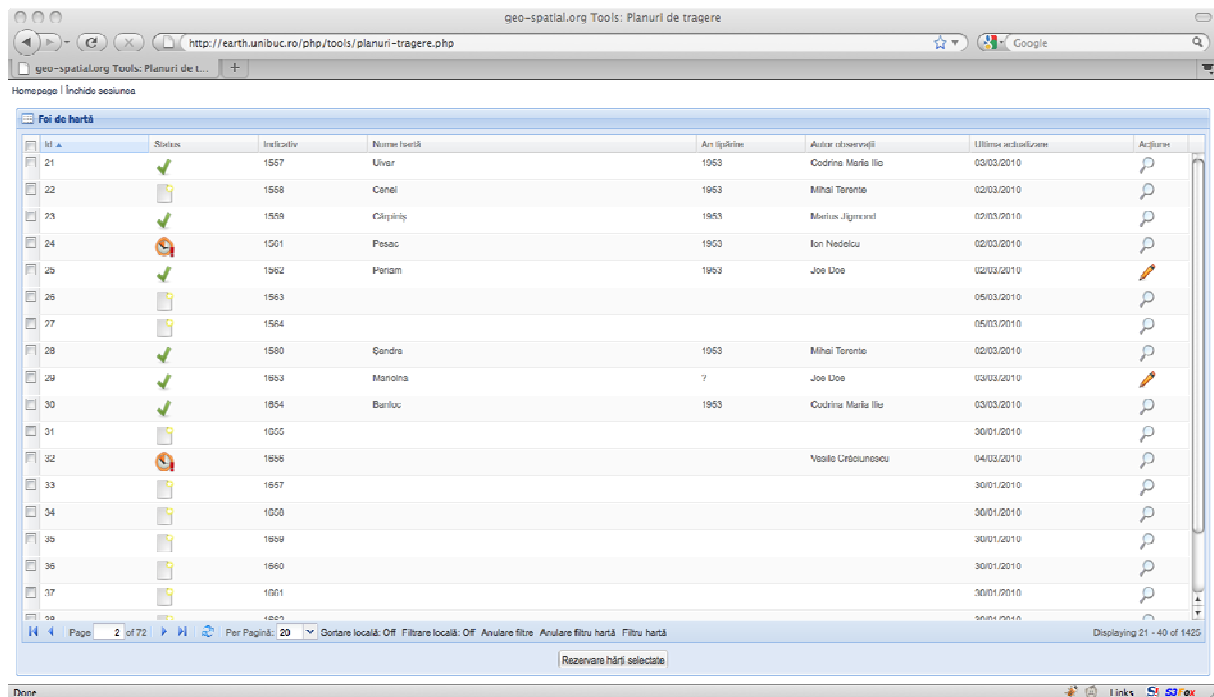 geo-spatial.org Tools: Planuri de tragere
http://earth.unibuc.ro/php/tools/planuri-tragere.php
Google
geo-spatial.org Tools: Planuri de t...
Homepage | Închide sesiunea
Foi de hartă
Id Status Indicativ Nume hartă An tipărire Autor observații Ultima actualizare Acțiune
21 1557 Uivar 1953 Codrina Maria Ilie 03/03/2010
22 1558 Cenei 1953 Mihai Terente 02/03/2010
23 1559 Cărpiniș 1953 Marius Jigmond 02/03/2010
24 1561 Pesac 1953 Ion Nedelcu 02/03/2010
25 1562 Periam 1953 Joe Doe 02/03/2010
26 1563 05/03/2010
27 1564 05/03/2010
28 1580 Șandra 1953 Mihai Terente 02/03/2010
29 1653 ? Joe Doe 03/03/2010
30 1654 Banloc 1953 Codrina Maria Ilie 03/03/2010
31 1655 30/01/2010
32 1656 Vasile Crăciunescu 04/03/2010
33 1657 30/01/2010
34 1658 30/01/2010
35 1659 30/01/2010
36 1660 30/01/2010
37 1661 30/01/2010
Page 2 of 72 Per Pagină: 20 Sortare locală: Off Filtrare locală: Off Anulare filtre Anulare filtru hartă Filtru hartă Displaying 21 - 40 of 1425
Rezervare hărți selectate
Done Links S3Fox